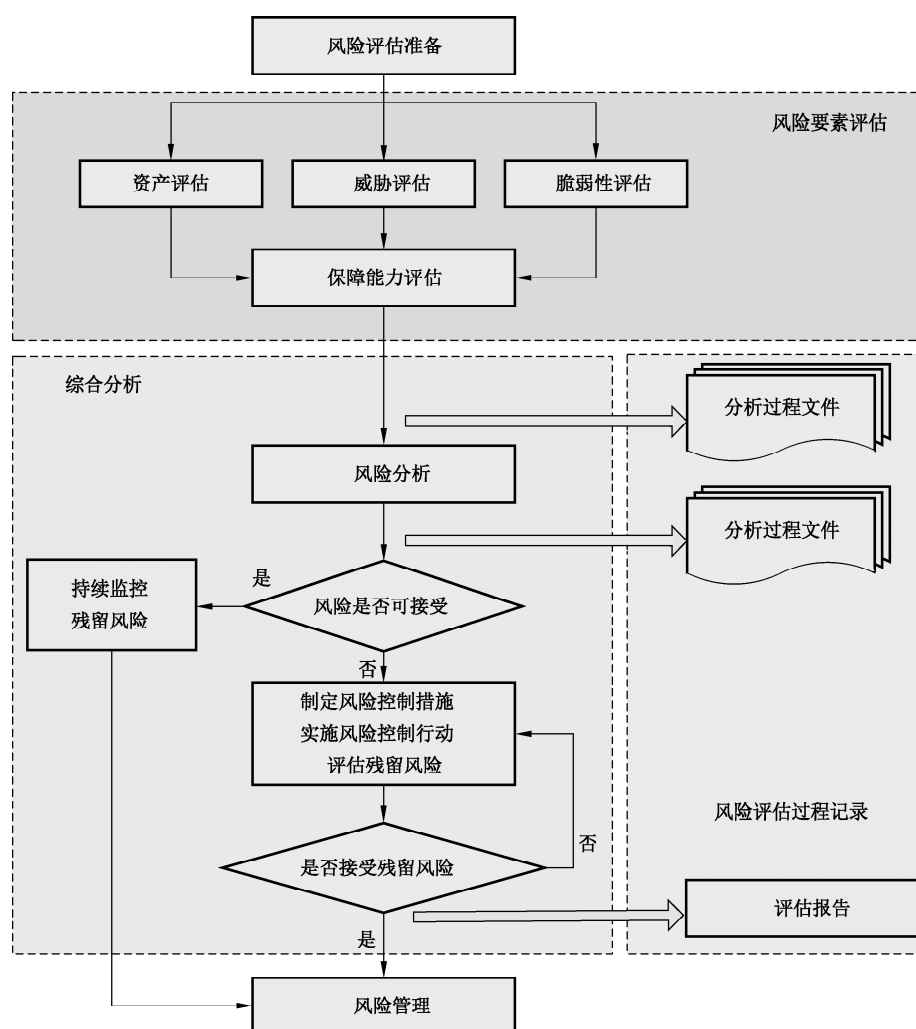 风险评估准备
风险要素评估
资产评估
威胁评估
脆弱性评估
保障能力评估
综合分析
分析过程文件
风险分析
分析过程文件
是
持续监控
残留风险
风险是否可接受
否
制定风险控制措施
实施风险控制行动
评估残留风险
风险评估过程记录
否
是否接受残留风险
评估报告
是
风险管理